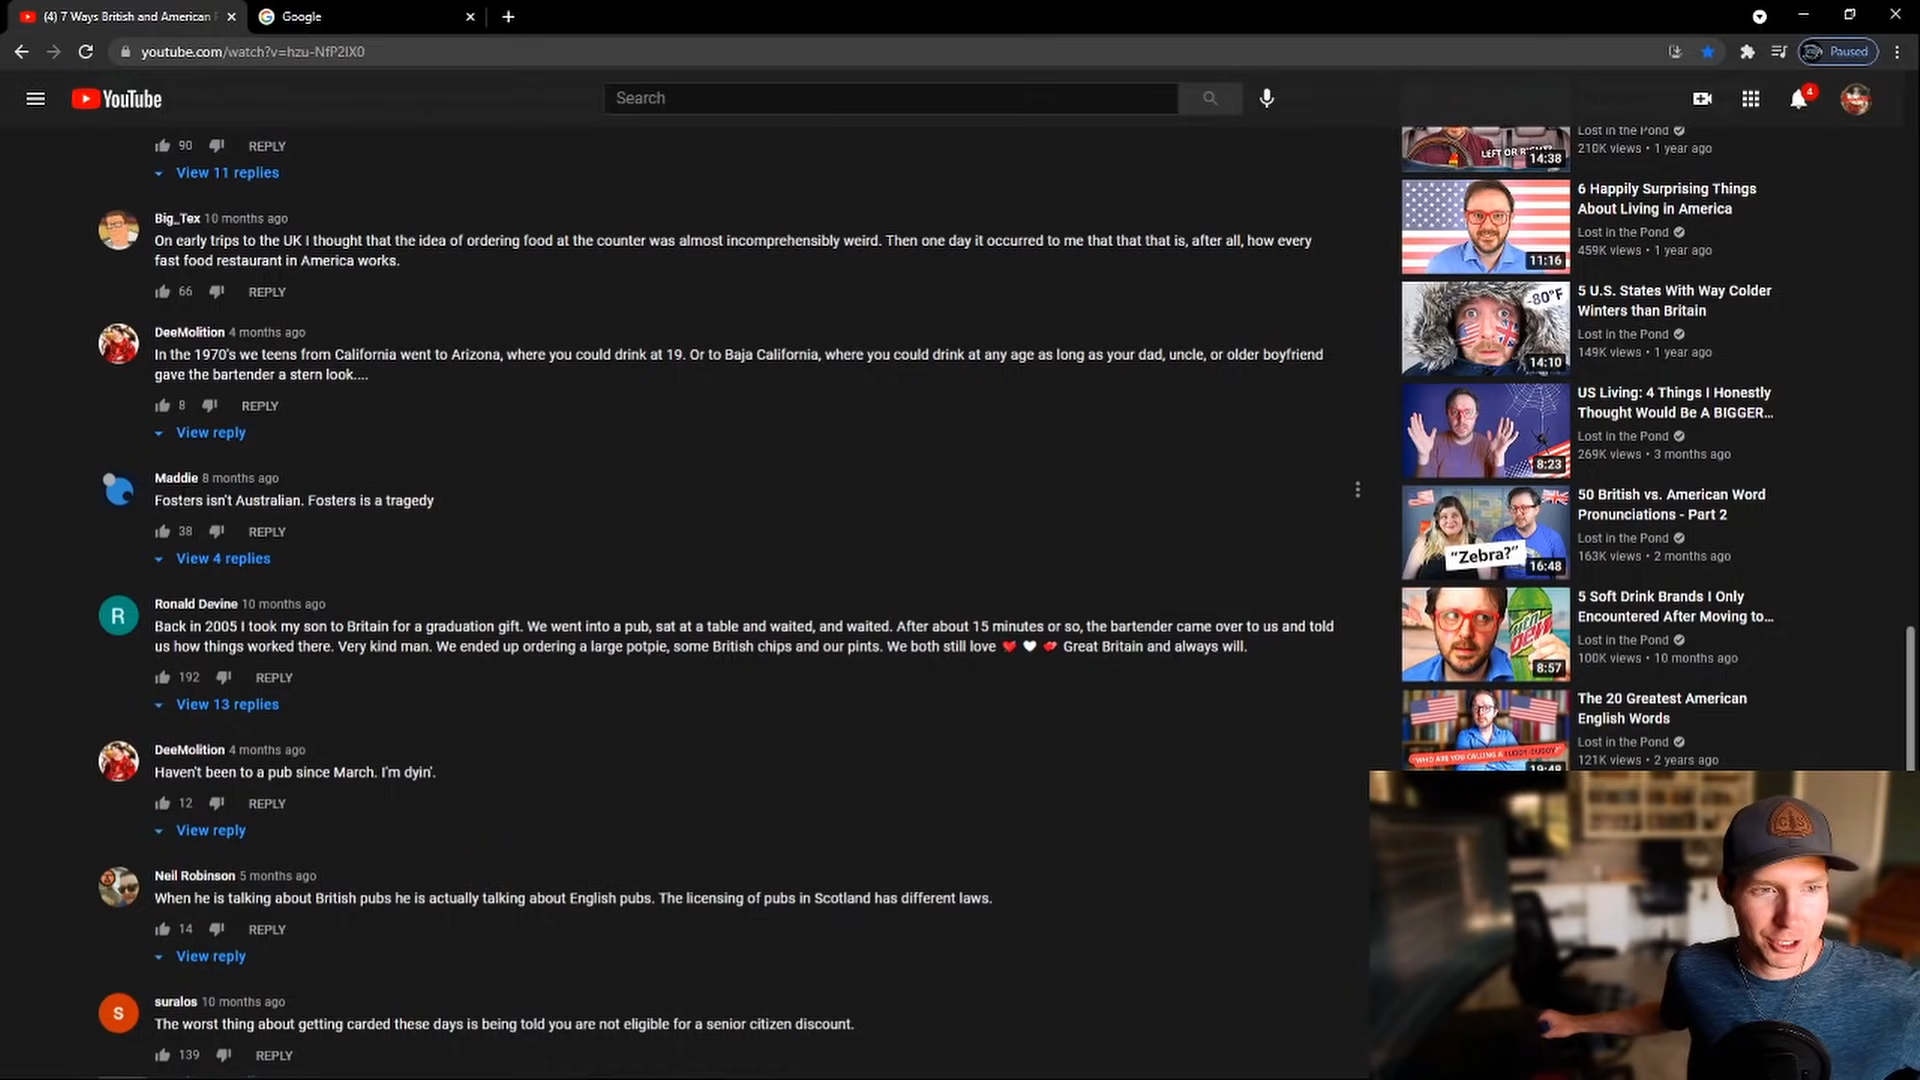 (4) 7 Ways British and American
Google
youtube.com/watch?v=hzu-NfP2lX0
Paused
YouTube
Search
4
90
REPLY
View 11 replies
Big_Tex 10 months ago
On early trips to the UK I thought that the idea of ordering food at the counter was almost incomprehensibly weird. Then one day it occurred to me that that that is, after all, how every
fast food restaurant in America works.
66
REPLY
DeeMolition 4 months ago
In the 1970's we teens from California went to Arizona, where you could drink at 19. Or to Baja California, where you could drink at any age as long as your dad, uncle, or older boyfriend
gave the bartender a stern look....
8
REPLY
View reply
Maddie 8 months ago
Fosters isn't Australian. Fosters is a tragedy
38
REPLY
View 4 replies
R
Ronald Devine 10 months ago
Back in 2005 I took my son to Britain for a graduation gift. We went into a pub, sat at a table and waited, and waited. After about 15 minutes or so, the bartender came over to us and told
us how things worked there. Very kind man. We ended up ordering a large potpie, some British chips and our pints. We both still love ❤️ 🤍 💋 Great Britain and always will.
192
REPLY
View 13 replies
DeeMolition 4 months ago
Haven't been to a pub since March. I'm dyin'.
12
REPLY
View reply
Neil Robinson 5 months ago
When he is talking about British pubs he is actually talking about English pubs. The licensing of pubs in Scotland has different laws.
14
REPLY
View reply
S
suralos 10 months ago
The worst thing about getting carded these days is being told you are not eligible for a senior citizen discount.
139
REPLY
LEFT OR RIGHT?
14:38
Lost in the Pond
210K views • 1 year ago
11:16
6 Happily Surprising Things
About Living in America
Lost in the Pond
459K views • 1 year ago
-80°F
14:10
5 U.S. States With Way Colder
Winters than Britain
Lost in the Pond
149K views • 1 year ago
8:23
US Living: 4 Things I Honestly
Thought Would Be A BIGGER...
Lost in the Pond
269K views • 3 months ago
"Zebra?"
16:48
50 British vs. American Word
Pronunciations - Part 2
Lost in the Pond
163K views • 2 months ago
8:57
5 Soft Drink Brands I Only
Encountered After Moving to...
Lost in the Pond
100K views • 10 months ago
"WHO ARE YOU CALLING A BUDDY-DUDDY?"
19:48
The 20 Greatest American
English Words
Lost in the Pond
121K views • 2 years ago